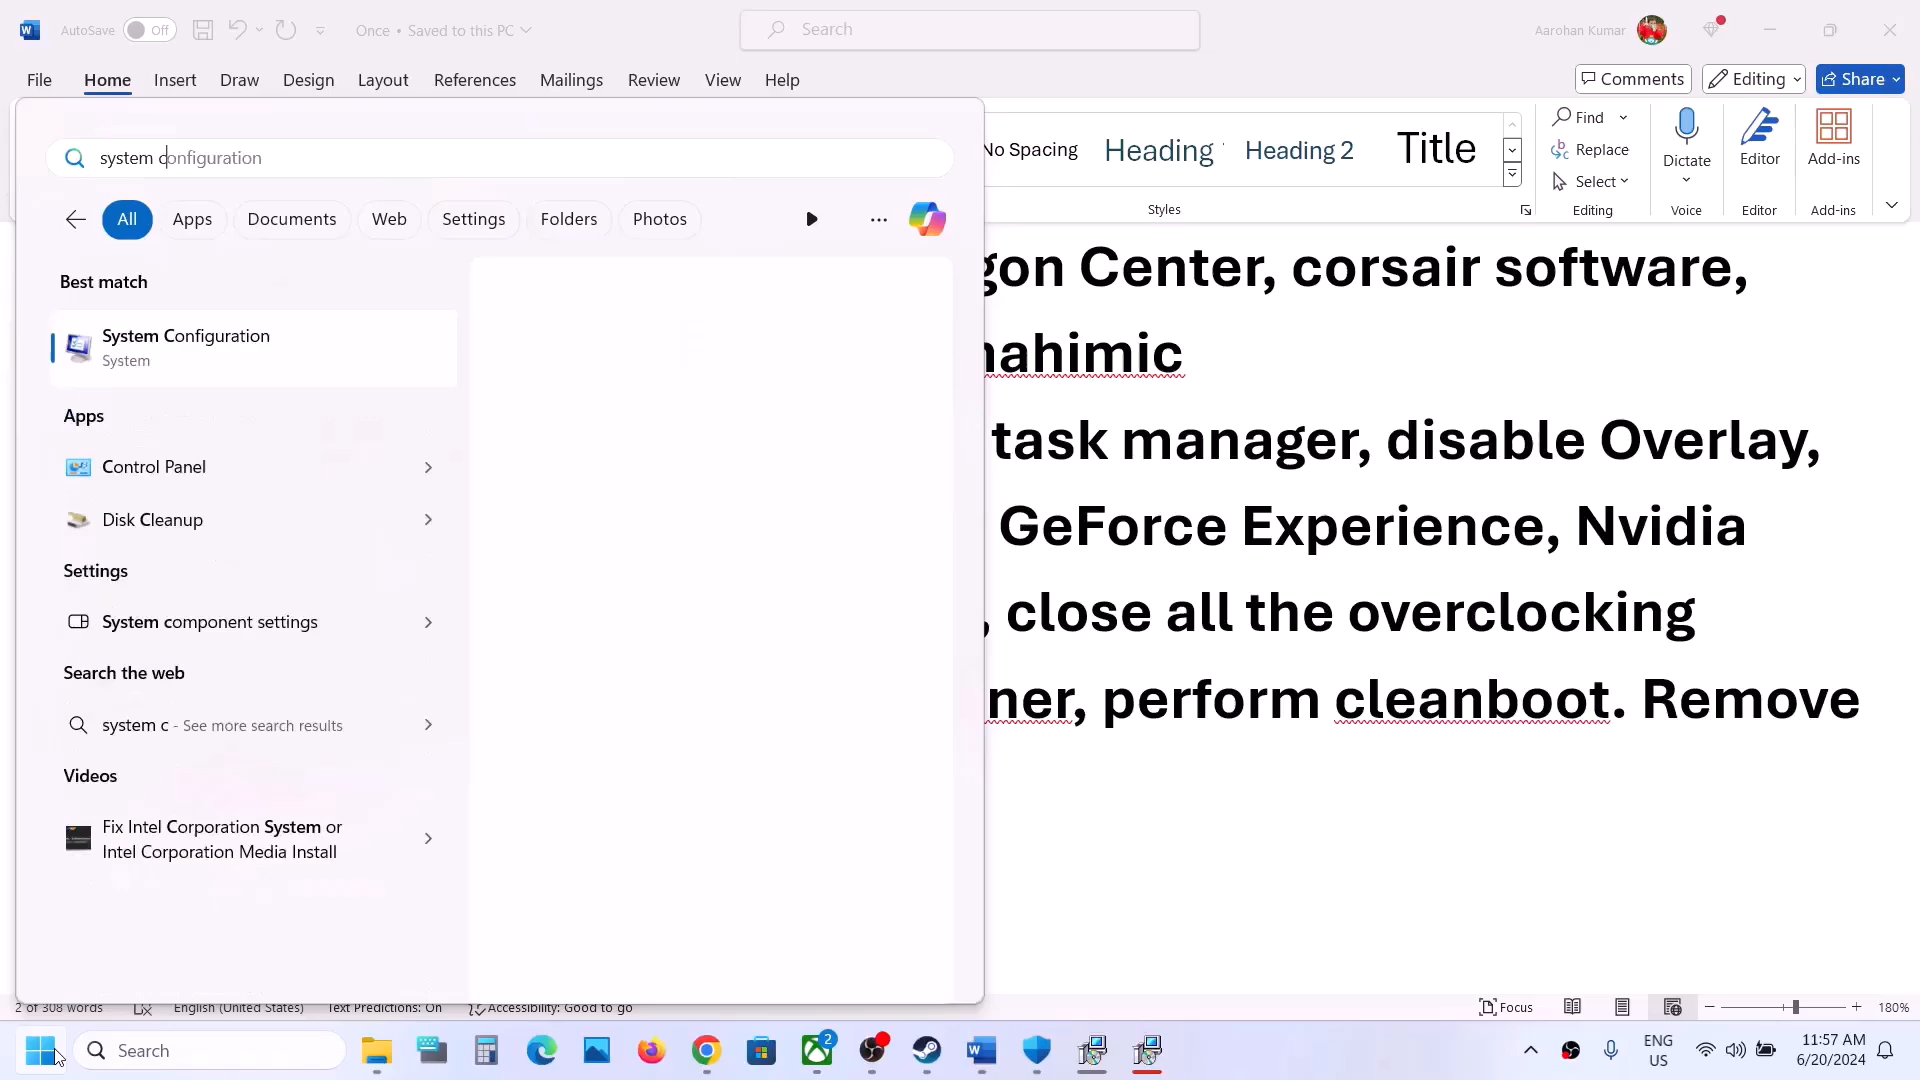 AutoSave Off Once • Saved to this PC Search Aarohan Kumar
File Home Insert Draw Design Layout References Mailings Review View Help Comments Editing Share
No Spacing Heading Heading 2 Title
Find
Replace
Select
Dictate Editor Add-ins
Styles Editing Voice Editor Add-ins
system configuration
All Apps Documents Web Settings Folders Photos
Best match
System Configuration
System
Apps
Control Panel
Disk Cleanup
Settings
System component settings
Search the web
system c - See more search results
Videos
Fix Intel Corporation System or
Intel Corporation Media Install
gon Center, corsair software,
nahimic
task manager, disable Overlay,
GeForce Experience, Nvidia
, close all the overclocking
ner, perform cleanboot. Remove
2 of 308 words English (United States) Text Predictions: On Accessibility: Good to go Focus 180%
Search 2 ENG
US 11:57 AM
6/20/2024